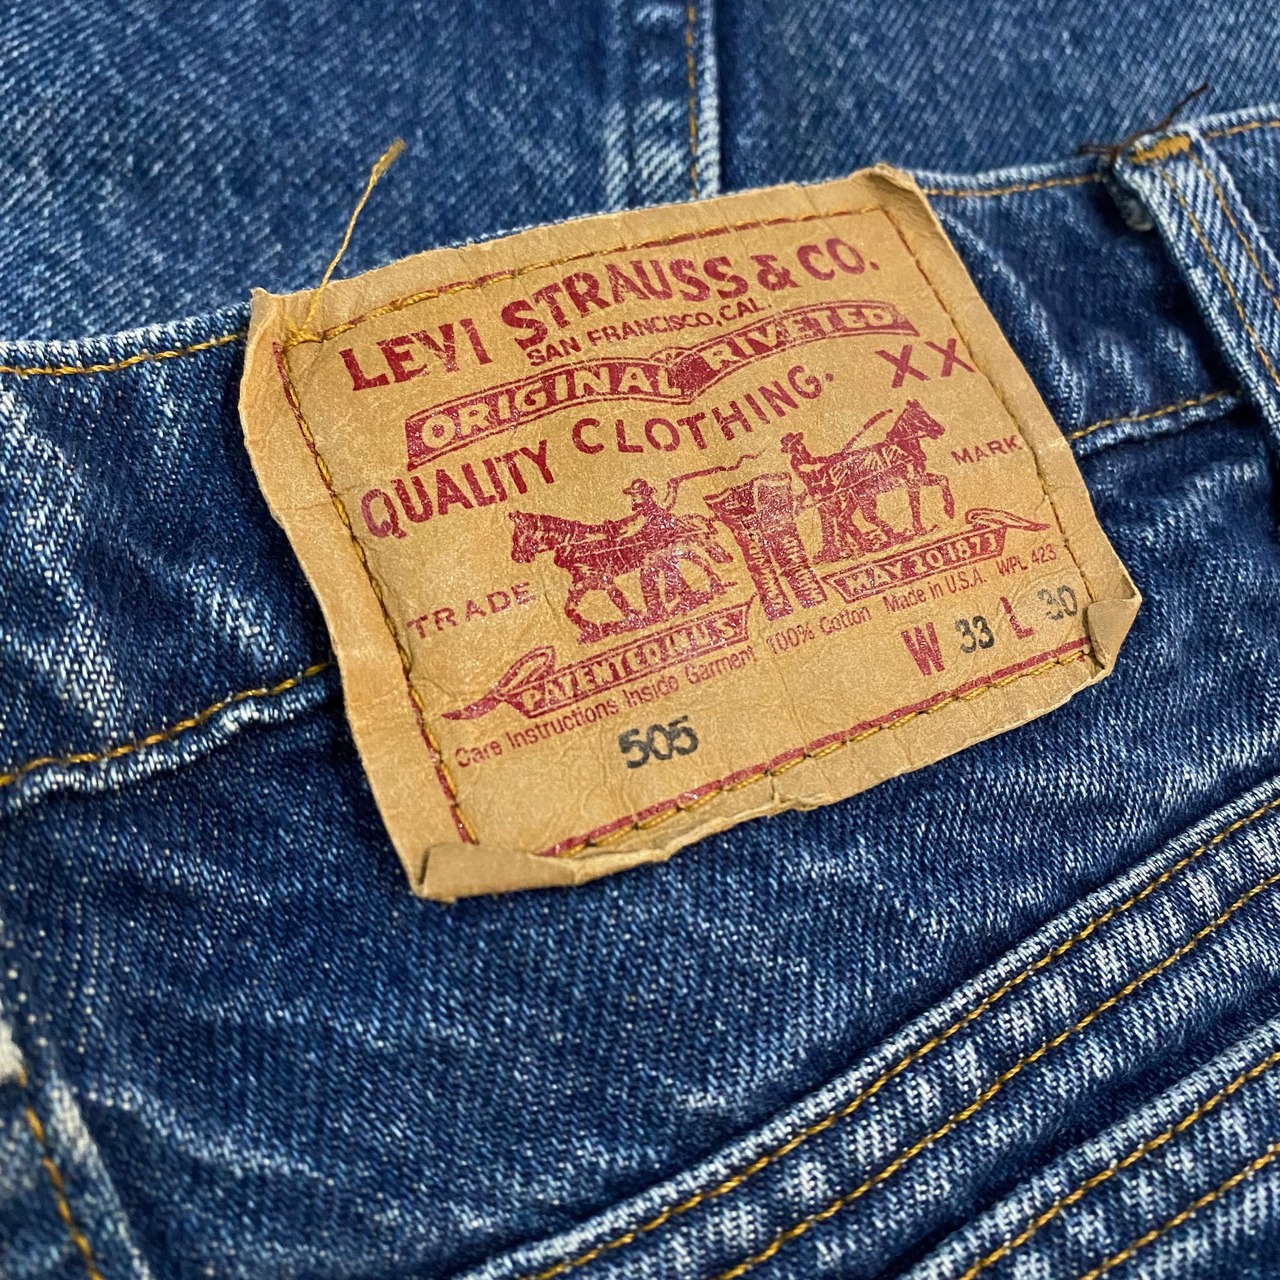 LEVI STRAUSS & CO.
SAN FRANCISCO, CAL.
ORIGINAL RIVETED
QUALITY CLOTHING. XX
TRADE MARK
PATENTED IN U.S. MAY 20 1873
Care Instructions Inside Garment 100% Cotton Made in U.S.A. WPL 423
W 33 L 30
505